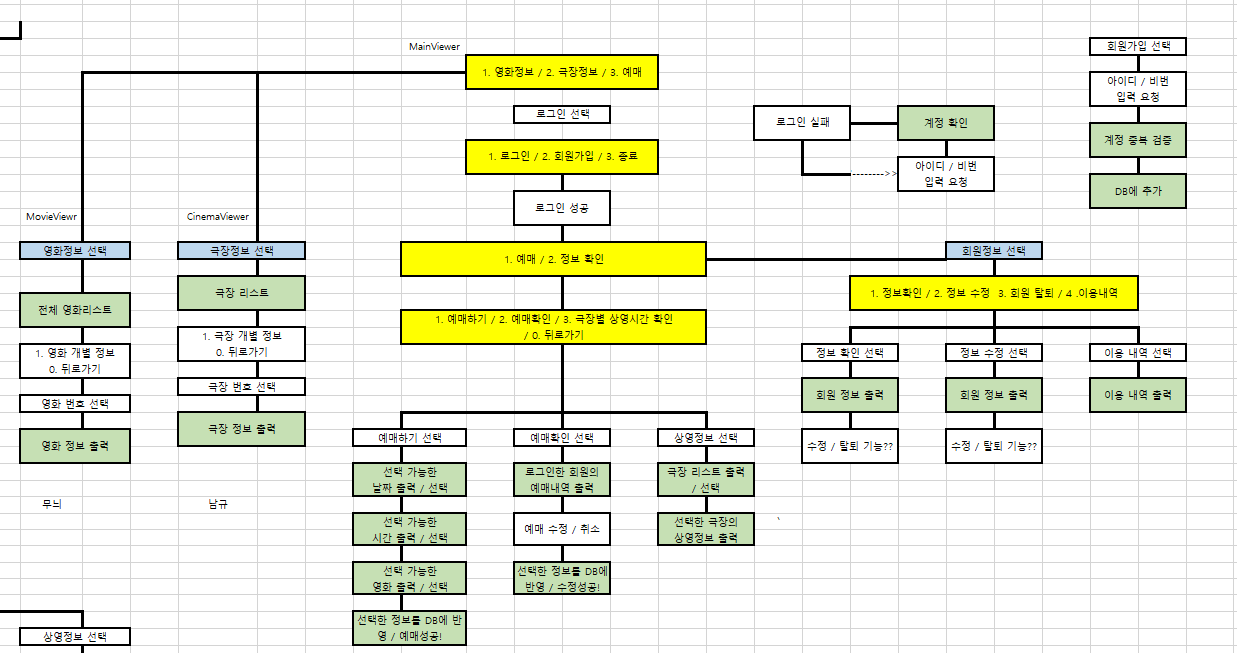 MainViewer
1. 영화정보 / 2. 극장정보 / 3. 예매
로그인 선택
1. 로그인 / 2. 회원가입 / 3. 종료
로그인 성공
로그인 실패
계정 확인
아이디 / 비번
입력 요청
-------->>
회원가입 선택
아이디 / 비번
입력 요청
계정 중복 검증
DB에 추가
MovieViewr
영화정보 선택
전체 영화리스트
1. 영화 개별 정보
0. 뒤로가기
영화 번호 선택
영화 정보 출력
무늬
CinemaViewer
극장정보 선택
극장 리스트
1. 극장 개별 정보
0. 뒤로가기
극장 번호 선택
극장 정보 출력
남규
1. 예매 / 2. 정보 확인
1. 예매하기 / 2. 예매확인 / 3. 극장별 상영시간 확인
/ 0. 뒤로가기
예매하기 선택
선택 가능한
날짜 출력 / 선택
선택 가능한
시간 출력 / 선택
선택 가능한
영화 출력 / 선택
선택한 정보를 DB에 반
영 / 예매성공!
예매확인 선택
로그인한 회원의
예매내역 출력
예매 수정 / 취소
선택한 정보를 DB에
반영 / 수정성공!
상영정보 선택
극장 리스트 출력
/ 선택
선택한 극장의
상영정보 출력
`
회원정보 선택
1. 정보확인 / 2. 정보 수정 3. 회원 탈퇴 / 4 .이용내역
정보 확인 선택
회원 정보 출력
수정 / 탈퇴 기능??
정보 수정 선택
회원 정보 출력
수정 / 탈퇴 기능??
이용 내역 선택
이용 내역 출력
상영정보 선택